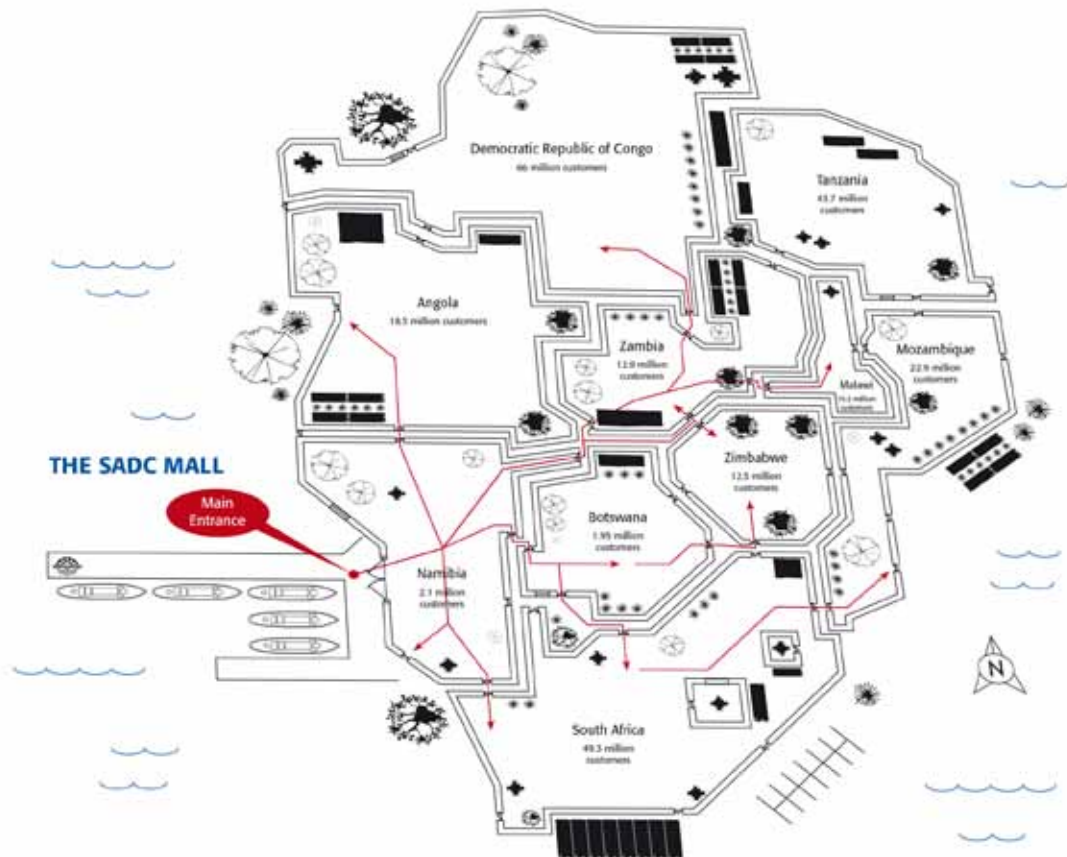 Democratic Republic of Congo
66 million customers
Tanzania
43.7 million
customers
Angola
18.5 million customers
Zambia
12.9 million
customers
Mozambique
22.9 million
customers
Malawi
million
customers
THE SADC MALL
Main
Entrance
Zimbabwe
12.5 million
customers
Botswana
1.95 million
customers
Namibia
2.1 million
customers
N
South Africa
49.3 million
customers